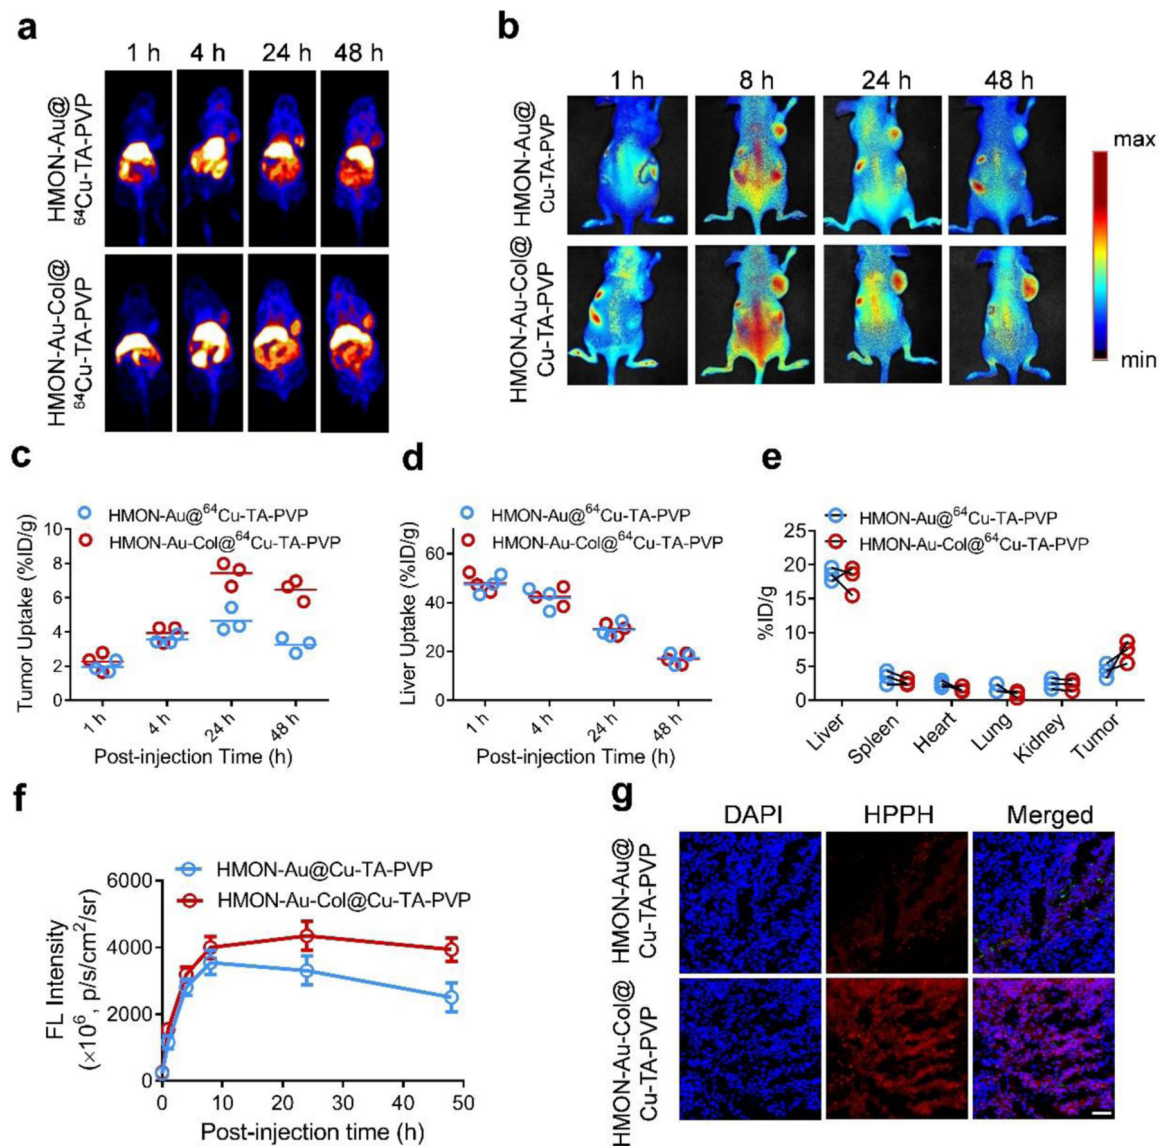 a
1 h 4 h 24 h 48 h
HMON-Au@
⁶⁴Cu-TA-PVP
HMON-Au-Col@
⁶⁴Cu-TA-PVP
b
1 h 8 h 24 h 48 h
HMON-Au@
Cu-TA-PVP
HMON-Au-Col@
Cu-TA-PVP
max
min
c
HMON-Au@⁶⁴Cu-TA-PVP
HMON-Au-Col@⁶⁴Cu-TA-PVP
Tumor Uptake (%ID/g)
10
8
6
4
2
0
1 h 4 h 24 h 48 h
Post-injection Time (h)
d
HMON-Au@⁶⁴Cu-TA-PVP
HMON-Au-Col@⁶⁴Cu-TA-PVP
Liver Uptake (%ID/g)
60
40
20
0
1 h 4 h 24 h 48 h
Post-injection Time (h)
e
HMON-Au@⁶⁴Cu-TA-PVP
HMON-Au-Col@⁶⁴Cu-TA-PVP
%ID/g
25
20
15
10
5
0
Liver Spleen Heart Lung Kidney Tumor
f
HMON-Au@Cu-TA-PVP
HMON-Au-Col@Cu-TA-PVP
FL Intensity
(×10⁶, p/s/cm²/sr)
6000
4000
2000
0
0 10 20 30 40 50
Post-injection time (h)
g
DAPI HPPH Merged
HMON-Au@
Cu-TA-PVP
HMON-Au-Col@
Cu-TA-PVP